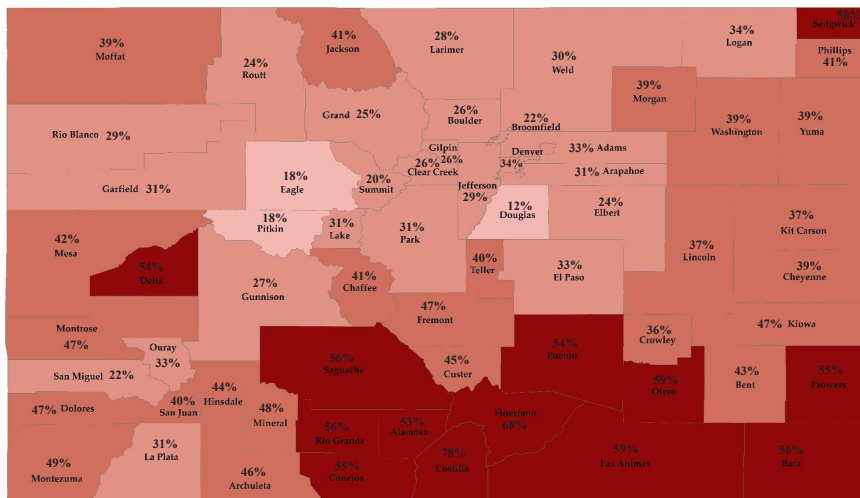 39%
Moffat
24%
Routt
41%
Jackson
28%
Larimer
30%
Weld
34%
Logan
50%
Sedgwick
Phillips
41%
Rio Blanco 29%
Grand 25%
26%
Boulder
22%
Broomfield
39%
Morgan
39%
Washington
39%
Yuma
Garfield 31%
18%
Eagle
20%
Summit
Gilpin
26%
26%
Clear Creek
Jefferson
29%
Denver
34%
33% Adams
31% Arapahoe
18%
Pitkin
31%
Lake
31%
Park
12%
Douglas
24%
Elbert
37%
Lincoln
37%
Kit Carson
39%
Cheyenne
42%
Mesa
54%
Delta
27%
Gunnison
41%
Chaffee
40%
Teller
33%
El Paso
47%
Fremont
Montrose
47%
Ouray
33%
San Miguel 22%
56%
Saguache
45%
Custer
54%
Pueblo
36%
Crowley
47% Kiowa
59%
Otero
43%
Bent
55%
Prowers
47% Dolores
40%
San Juan
44%
Hinsdale
48%
Mineral
56%
Rio Grande
53%
Alamosa
Huerfano
68%
49%
Montezuma
31%
La Plata
46%
Archuleta
55%
Conejos
78%
Costilla
59%
Las Animas
56%
Baca